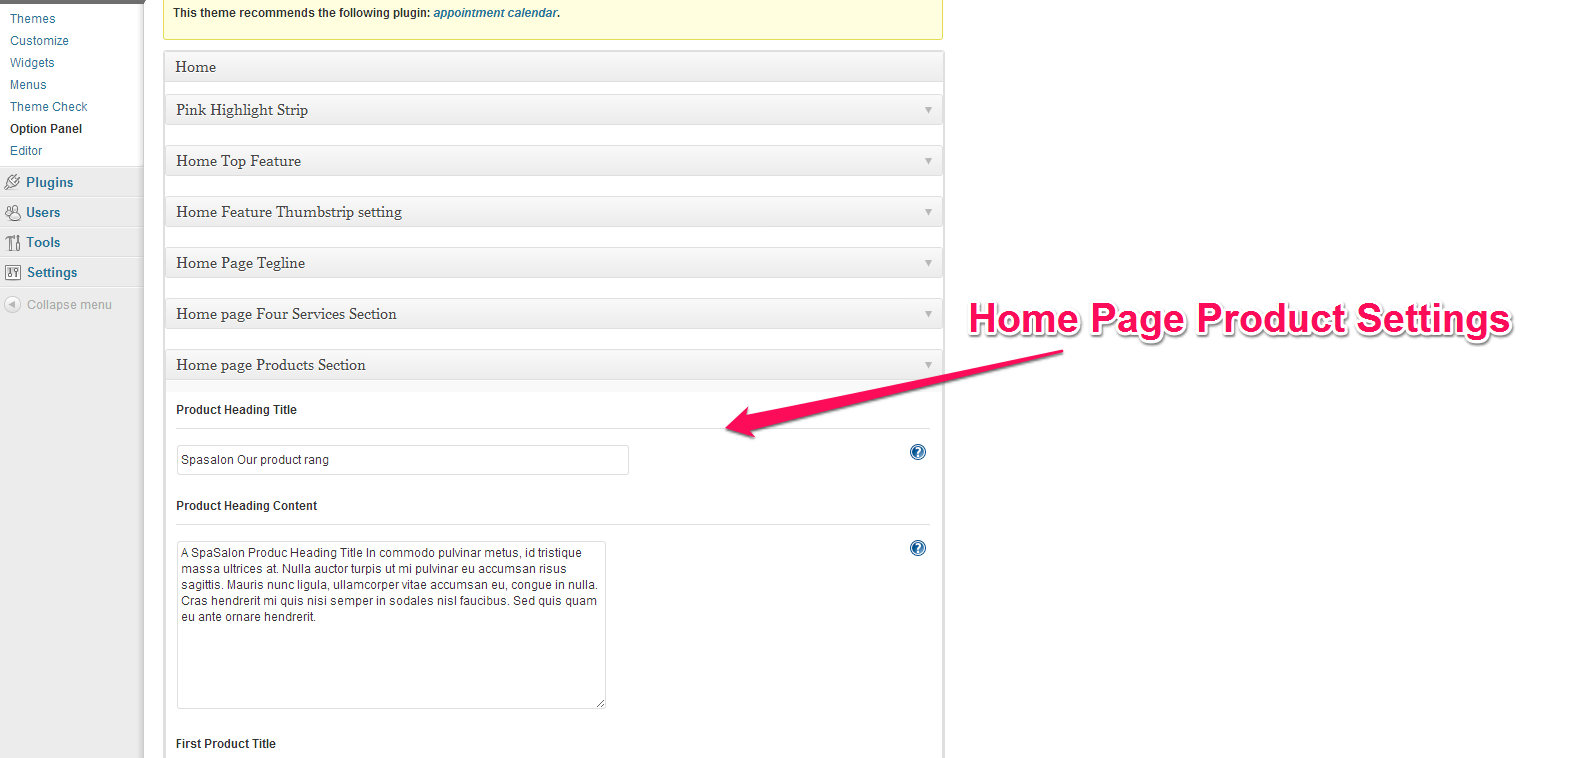 Themes
Customize
Widgets
Menus
Theme Check
Option Panel
Editor
Plugins
Users
Tools
Settings
Collapse menu
This theme recommends the following plugin: appointment calendar.
Home
Pink Highlight Strip
Home Top Feature
Home Feature Thumbstrip setting
Home Page Tegline
Home page Four Services Section
Home page Products Section
Product Heading Title
Spasalon Our product rang
Product Heading Content
A SpaSalon Produc Heading Title In commodo pulvinar metus, id tristique
massa ultrices at. Nulla auctor turpis ut mi pulvinar eu accumsan risus
sagittis. Mauris nunc ligula, ullamcorper vitae accumsan eu, congue in nulla.
Cras hendrerit mi quis nisi semper in sodales nisl faucibus. Sed quis quam
eu ante ornare hendrerit.
First Product Title
Home Page Product Settings